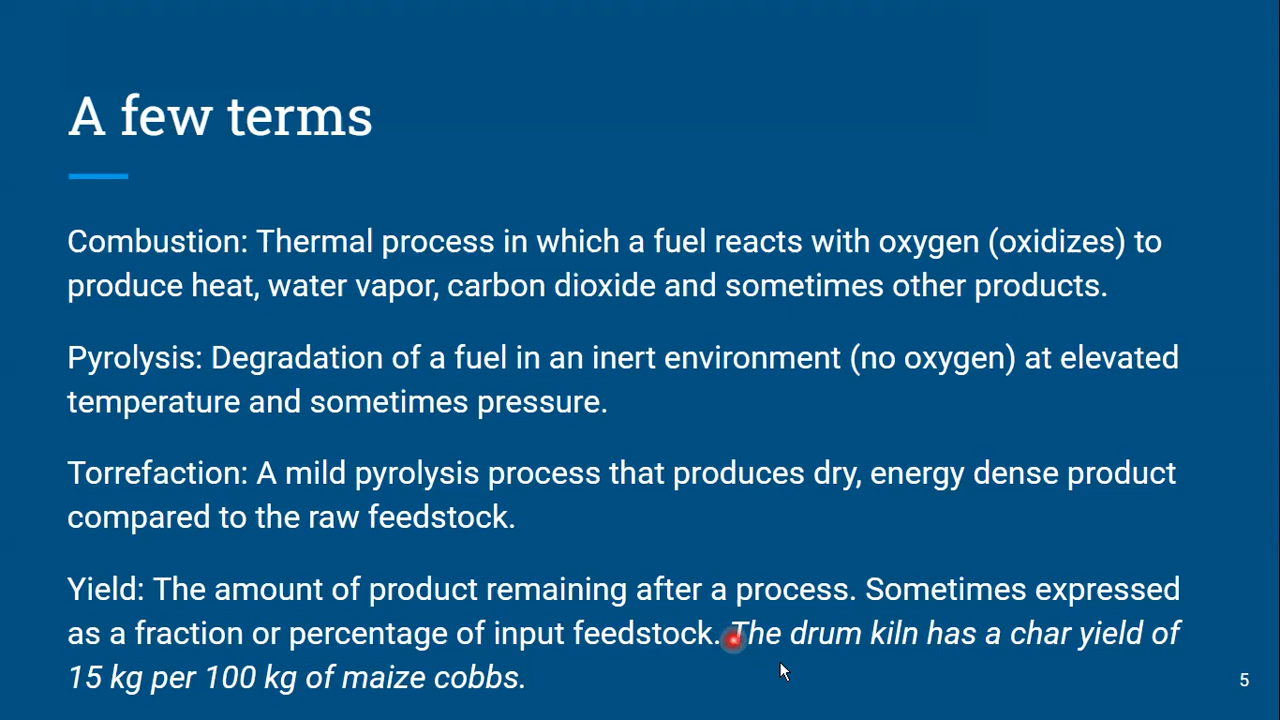 A few terms
Combustion: Thermal process in which a fuel reacts with oxygen (oxidizes) to
produce heat, water vapor, carbon dioxide and sometimes other products.
Pyrolysis: Degradation of a fuel in an inert environment (no oxygen) at elevated
temperature and sometimes pressure.
Torrefaction: A mild pyrolysis process that produces dry, energy dense product
compared to the raw feedstock.
Yield: The amount of product remaining after a process. Sometimes expressed
as a fraction or percentage of input feedstock. The drum kiln has a char yield of
15 kg per 100 kg of maize cobbs.
5